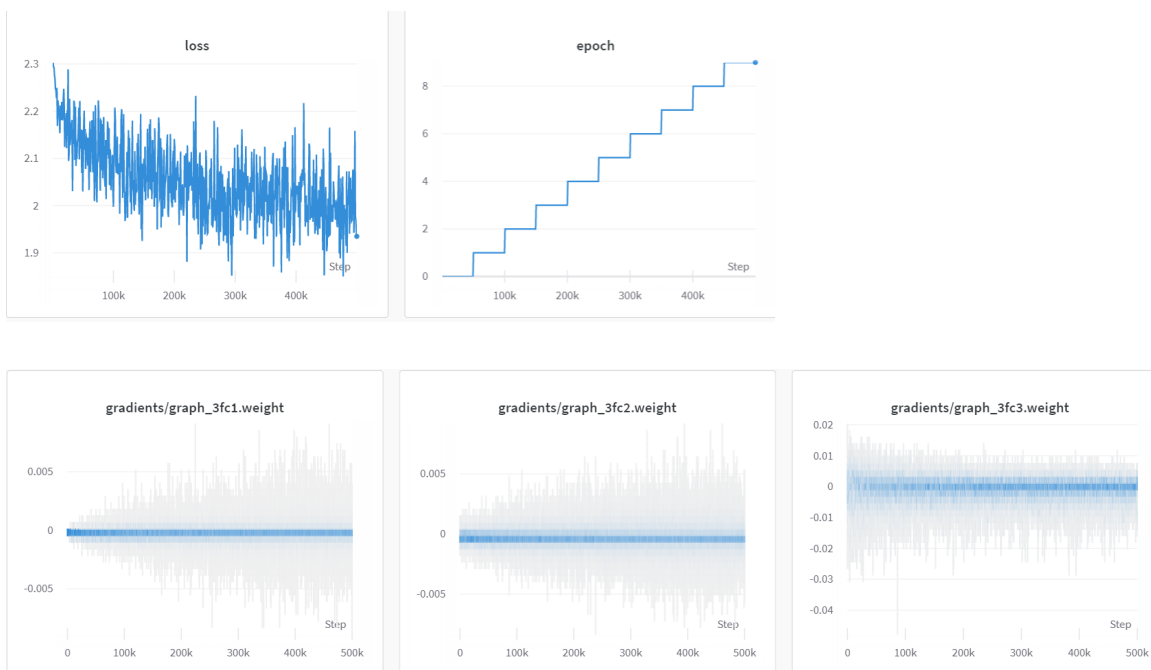 loss
2.3
2.2
2.1
2
1.9
Step
100k 200k 300k 400k
epoch
8
6
4
2
0
Step
100k 200k 300k 400k
gradients/graph_3fc1.weight
0.005
0
-0.005
Step
0 100k 200k 300k 400k 500k
gradients/graph_3fc2.weight
0.005
0
-0.005
Step
0 100k 200k 300k 400k 500k
gradients/graph_3fc3.weight
0.02
0.01
0
-0.01
-0.02
-0.03
-0.04
Step
0 100k 200k 300k 400k 500k